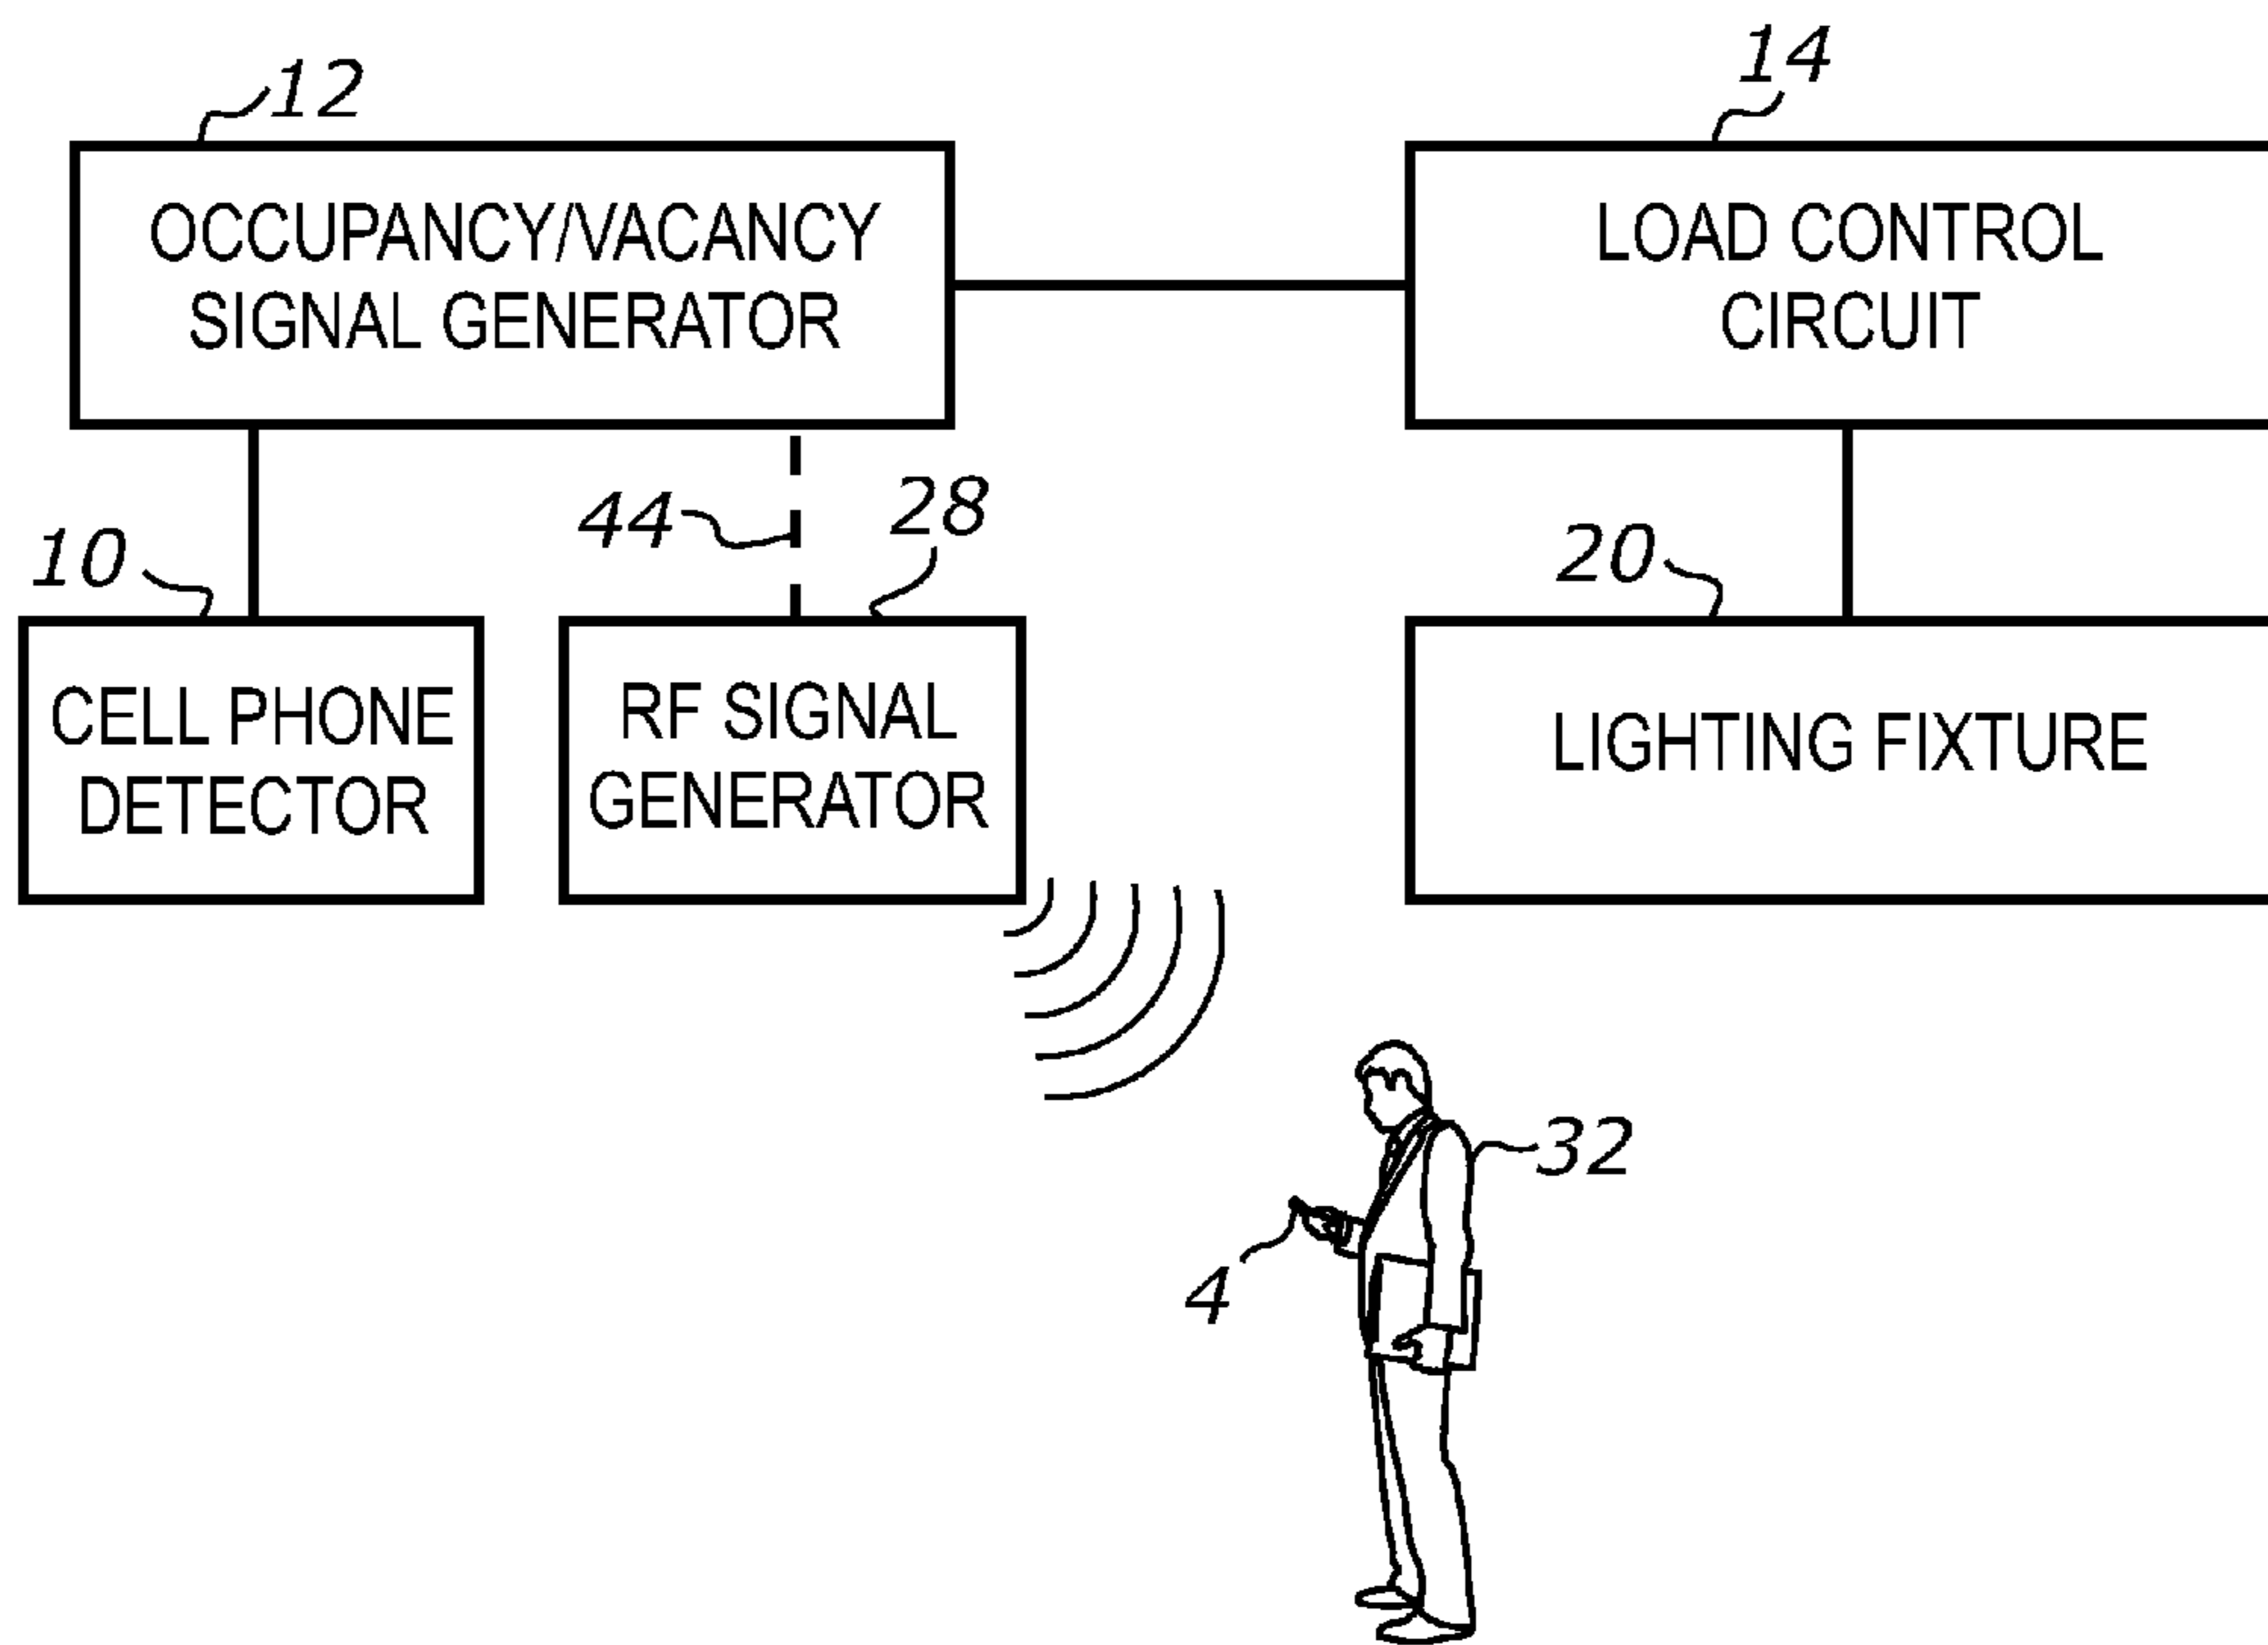 12
14
OCCUPANCY/VACANCY
SIGNAL GENERATOR
LOAD CONTROL
CIRCUIT
44
28
10
20
CELL PHONE
DETECTOR
RF SIGNAL
GENERATOR
LIGHTING FIXTURE
32
4